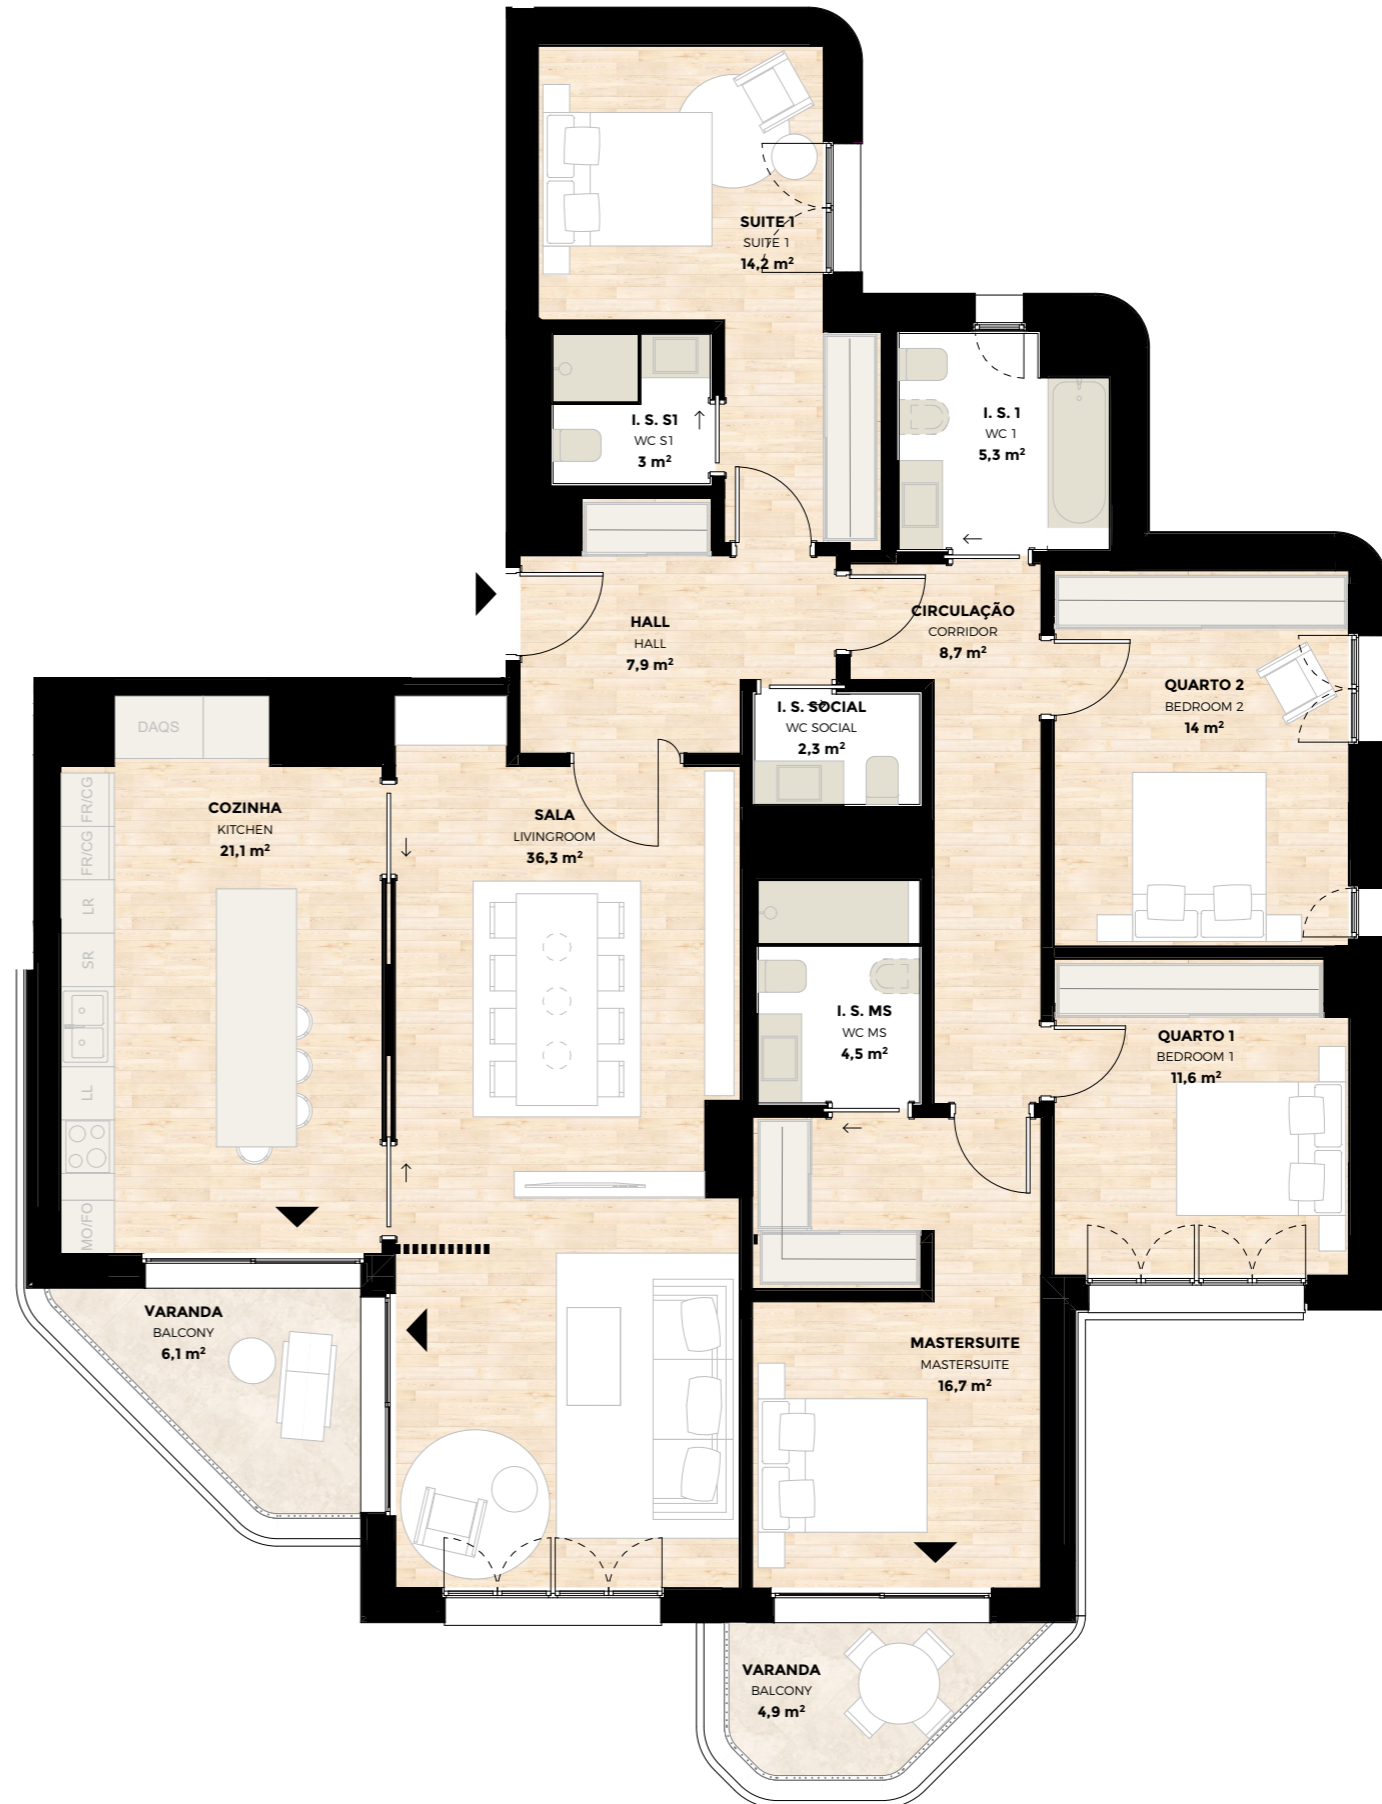 SUITE 1
SUITE 1
14,2 m²
I. S. S1
WC S1
3 m²
I. S. 1
WC 1
5,3 m²
HALL
HALL
7,9 m²
CIRCULAÇÃO
CORRIDOR
8,7 m²
QUARTO 2
BEDROOM 2
14 m²
I. S. SOCIAL
WC SOCIAL
2,3 m²
DAQS
FR/CG
FR/CG
LR
SR
LL
MO/FO
COZINHA
KITCHEN
21,1 m²
SALA
LIVINGROOM
36,3 m²
I. S. MS
WC MS
4,5 m²
QUARTO 1
BEDROOM 1
11,6 m²
VARANDA
BALCONY
6,1 m²
MASTERSUITE
MASTERSUITE
16,7 m²
VARANDA
BALCONY
4,9 m²